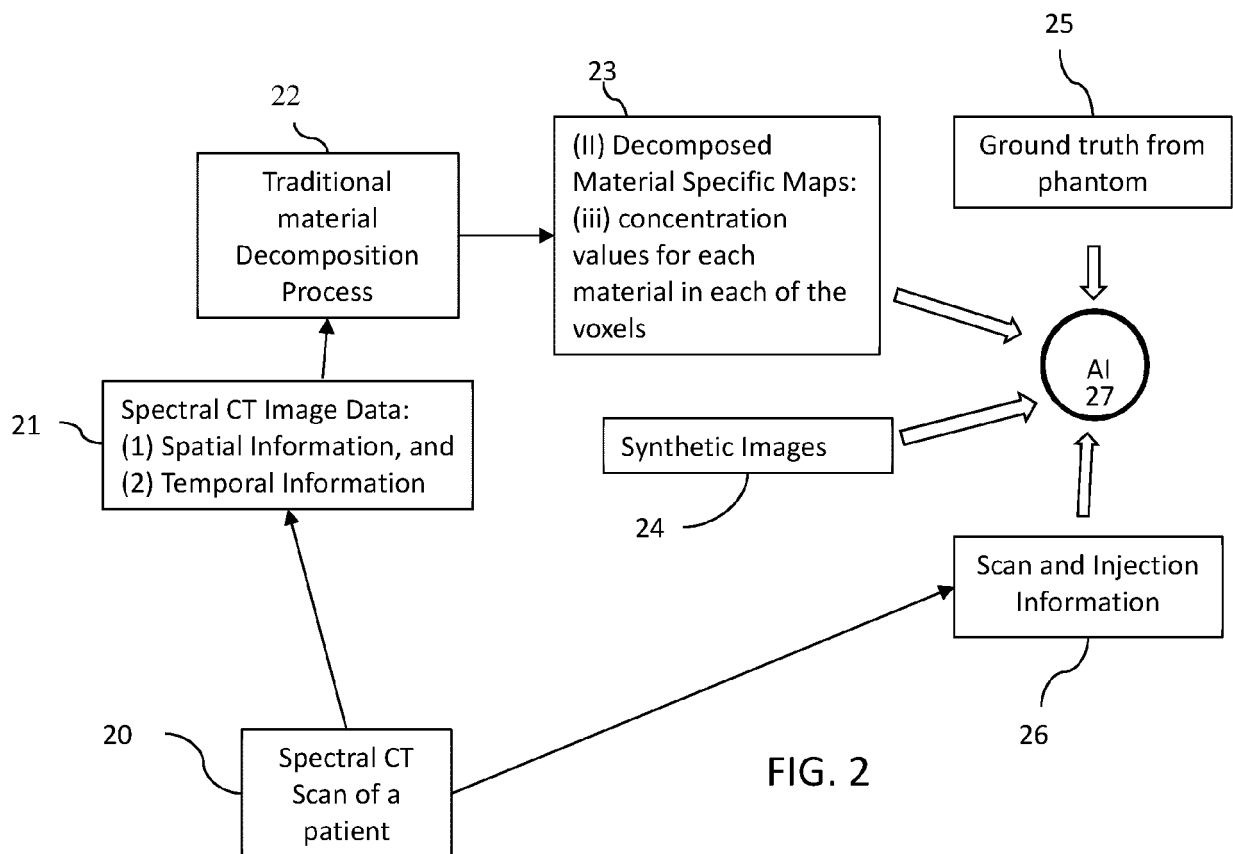 25
23
22
Ground truth from
phantom
(II) Decomposed
Material Specific Maps:
(iii) concentration
values for each
material in each of the
voxels
Traditional
material
Decomposition
Process
AI
27
21
Spectral CT Image Data:
(1) Spatial Information, and
(2) Temporal Information
Synthetic Images
24
Scan and Injection
Information
26
20
Spectral CT
Scan of a
patient
FIG. 2